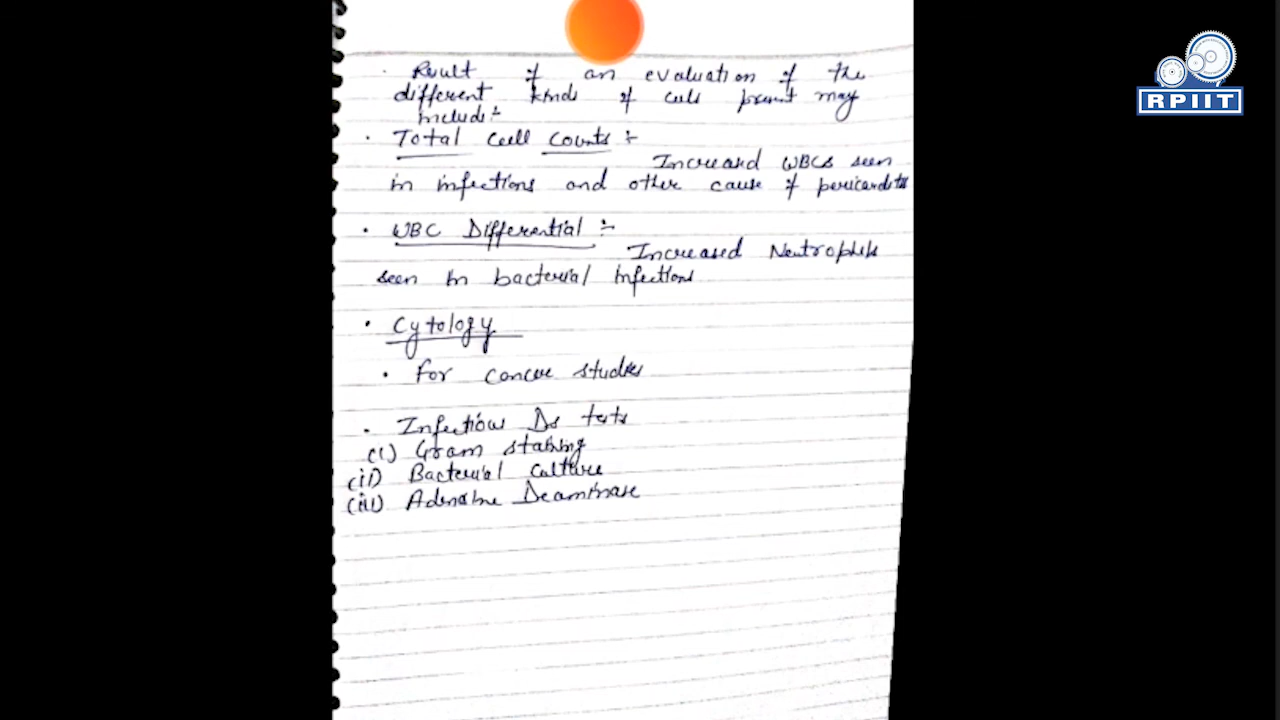 · Result of an evaluation of the
different kinds of cells present may
include :-
· Total Cell Counts :-
Increased WBCs seen
in infections and other cause of pericarditis
· WBC Differential :-
Increased Neutrophils
seen in bacterial infections
· Cytology
· for cancer studies
· Infectious Ds tests
(i) Gram staining
(ii) Bacterial Culture
(iii) Adenosine Deaminase
RPIIT